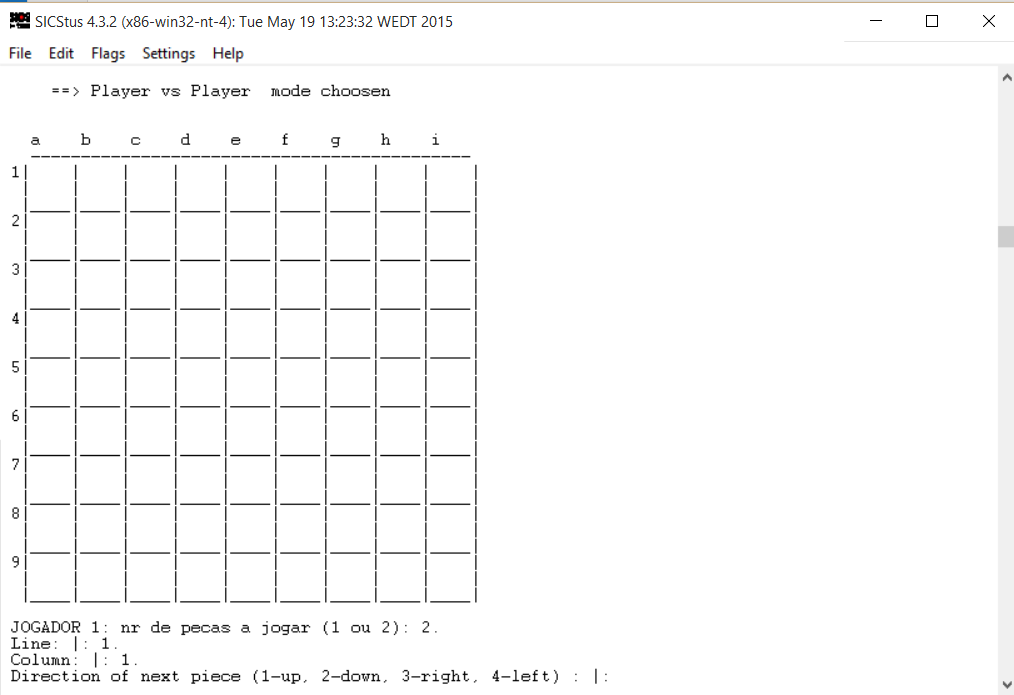 SICStus 4.3.2 (x86-win32-nt-4): Tue May 19 13:23:32 WEDT 2015
File Edit Flags Settings Help
==> Player vs Player  mode choosen
a b c d e f g h i
1
2
3
4
5
6
7
8
9
JOGADOR 1: nr de pecas a jogar (1 ou 2): 2.
Line: |: 1.
Column: |: 1.
Direction of next piece (1-up, 2-down, 3-right, 4-left) : |: